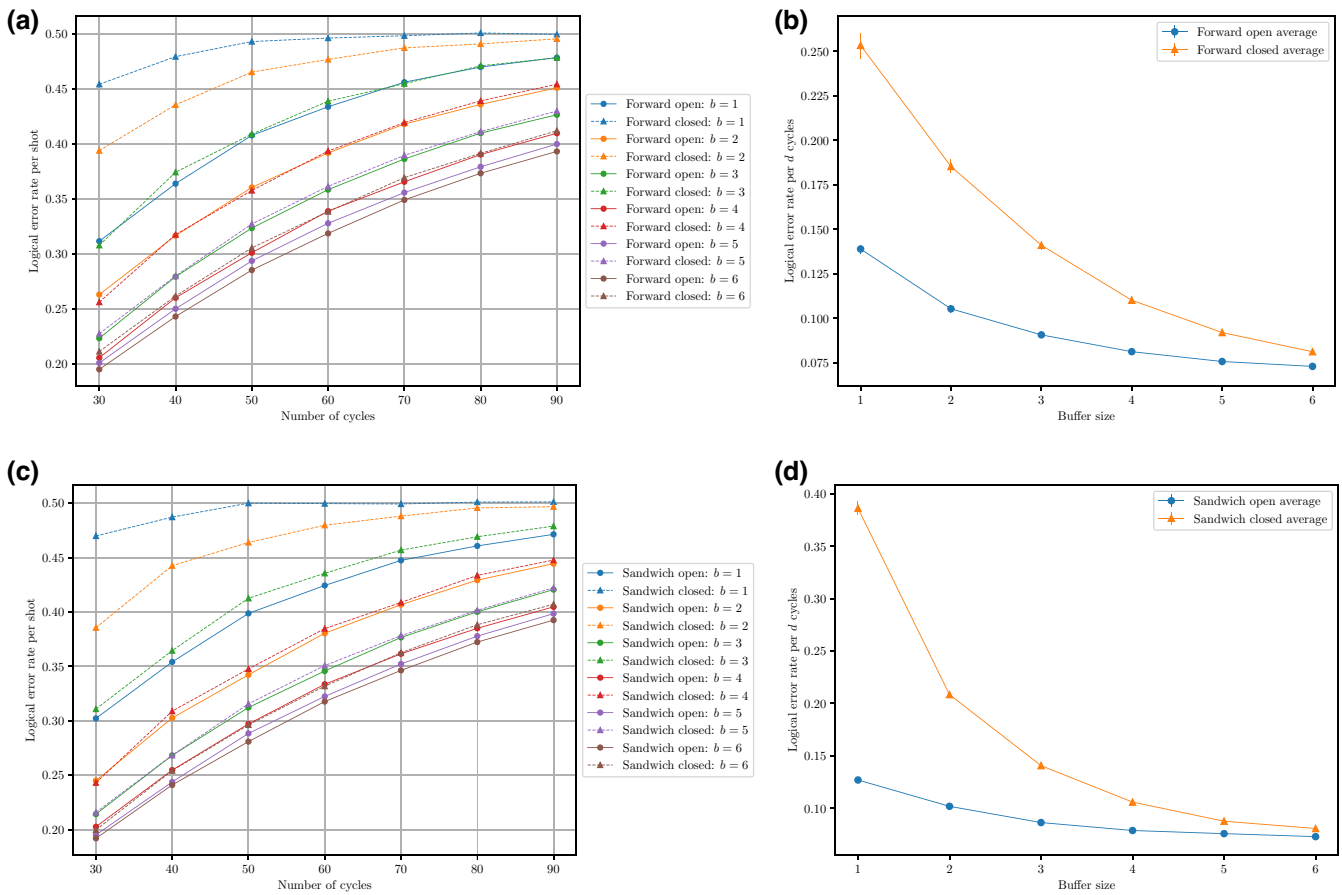 (a)
0.50
0.45
0.40
0.35
0.30
0.25
0.20
Logical error rate per shot
30 40 50 60 70 80 90
Number of cycles
Forward open: b = 1
Forward closed: b = 1
Forward open: b = 2
Forward closed: b = 2
Forward open: b = 3
Forward closed: b = 3
Forward open: b = 4
Forward closed: b = 4
Forward open: b = 5
Forward closed: b = 5
Forward open: b = 6
Forward closed: b = 6
(b)
Forward open average
Forward closed average
0.250
0.225
0.200
0.175
0.150
0.125
0.100
0.075
Logical error rate per d cycles
1 2 3 4 5 6
Buffer size
(c)
0.50
0.45
0.40
0.35
0.30
0.25
0.20
Logical error rate per shot
30 40 50 60 70 80 90
Number of cycles
Sandwich open: b = 1
Sandwich closed: b = 1
Sandwich open: b = 2
Sandwich closed: b = 2
Sandwich open: b = 3
Sandwich closed: b = 3
Sandwich open: b = 4
Sandwich closed: b = 4
Sandwich open: b = 5
Sandwich closed: b = 5
Sandwich open: b = 6
Sandwich closed: b = 6
(d)
Sandwich open average
Sandwich closed average
0.40
0.35
0.30
0.25
0.20
0.15
0.10
Logical error rate per d cycles
1 2 3 4 5 6
Buffer size